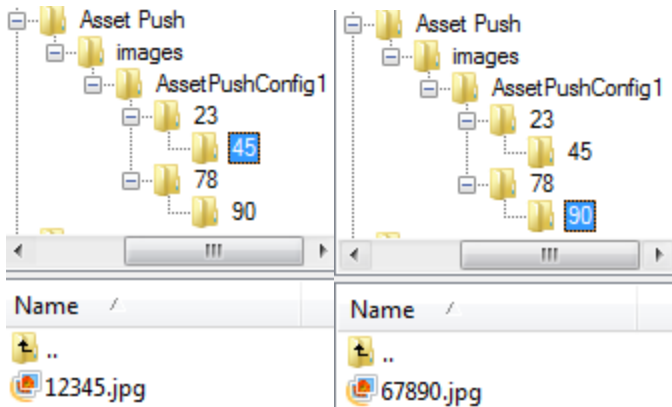 Asset Push
images
AssetPushConfig1
23
45
78
90
Name
..
12345.jpg
Asset Push
images
AssetPushConfig1
23
45
78
90
Name
..
67890.jpg